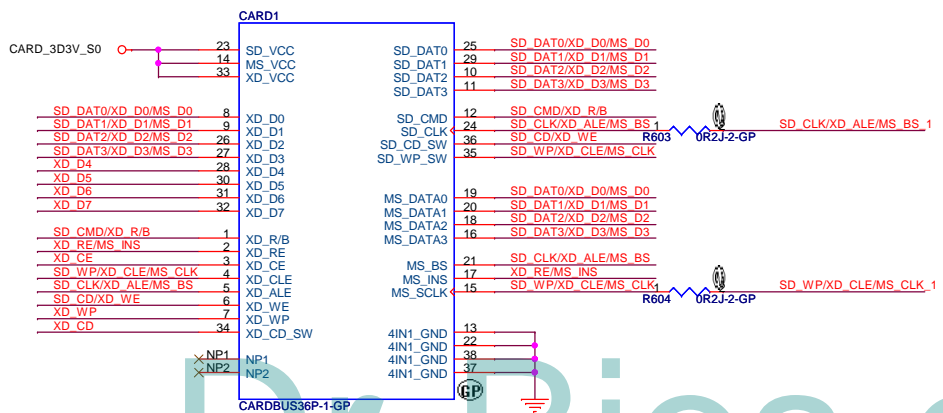 CARD1
CARD_3D3V_S0
23 SD_VCC
14 MS_VCC
33 XD_VCC
SD_DAT0/XD_D0/MS_D0 8 XD_D0
SD_DAT1/XD_D1/MS_D1 9 XD_D1
SD_DAT2/XD_D2/MS_D2 26 XD_D2
SD_DAT3/XD_D3/MS_D3 27 XD_D3
XD_D4 28 XD_D4
XD_D5 30 XD_D5
XD_D6 31 XD_D6
XD_D7 32 XD_D7
SD_CMD/XD_R/B 1 XD_R/B
XD_RE/MS_INS 2 XD_RE
XD_CE 3 XD_CE
SD_WP/XD_CLE/MS_CLK 4 XD_CLE
SD_CLK/XD_ALE/MS_BS 5 XD_ALE
SD_CD/XD_WE 6 XD_WE
XD_WP 7 XD_WP
XD_CD 34 XD_CD_SW
NP1 NP1
NP2 NP2
SD_DAT0 25 SD_DAT0/XD_D0/MS_D0
SD_DAT1 29 SD_DAT1/XD_D1/MS_D1
SD_DAT2 10 SD_DAT2/XD_D2/MS_D2
SD_DAT3 11 SD_DAT3/XD_D3/MS_D3
SD_CMD 12 SD_CMD/XD_R/B
SD_CLK 24 SD_CLK/XD_ALE/MS_BS 1 R603 0R2J-2-GP SD_CLK/XD_ALE/MS_BS_1
SD_CD_SW 36 SD_CD/XD_WE
SD_WP_SW 35 SD_WP/XD_CLE/MS_CLK
MS_DATA0 19 SD_DAT0/XD_D0/MS_D0
MS_DATA1 20 SD_DAT1/XD_D1/MS_D1
MS_DATA2 18 SD_DAT2/XD_D2/MS_D2
MS_DATA3 16 SD_DAT3/XD_D3/MS_D3
MS_BS 21 SD_CLK/XD_ALE/MS_BS
MS_INS 17 XD_RE/MS_INS
MS_SCLK 15 SD_WP/XD_CLE/MS_CLK 1 R604 0R2J-2-GP SD_WP/XD_CLE/MS_CLK_1
4IN1_GND 13
4IN1_GND 22
4IN1_GND 38
4IN1_GND 37
GP
CARDBUS36P-1-GP